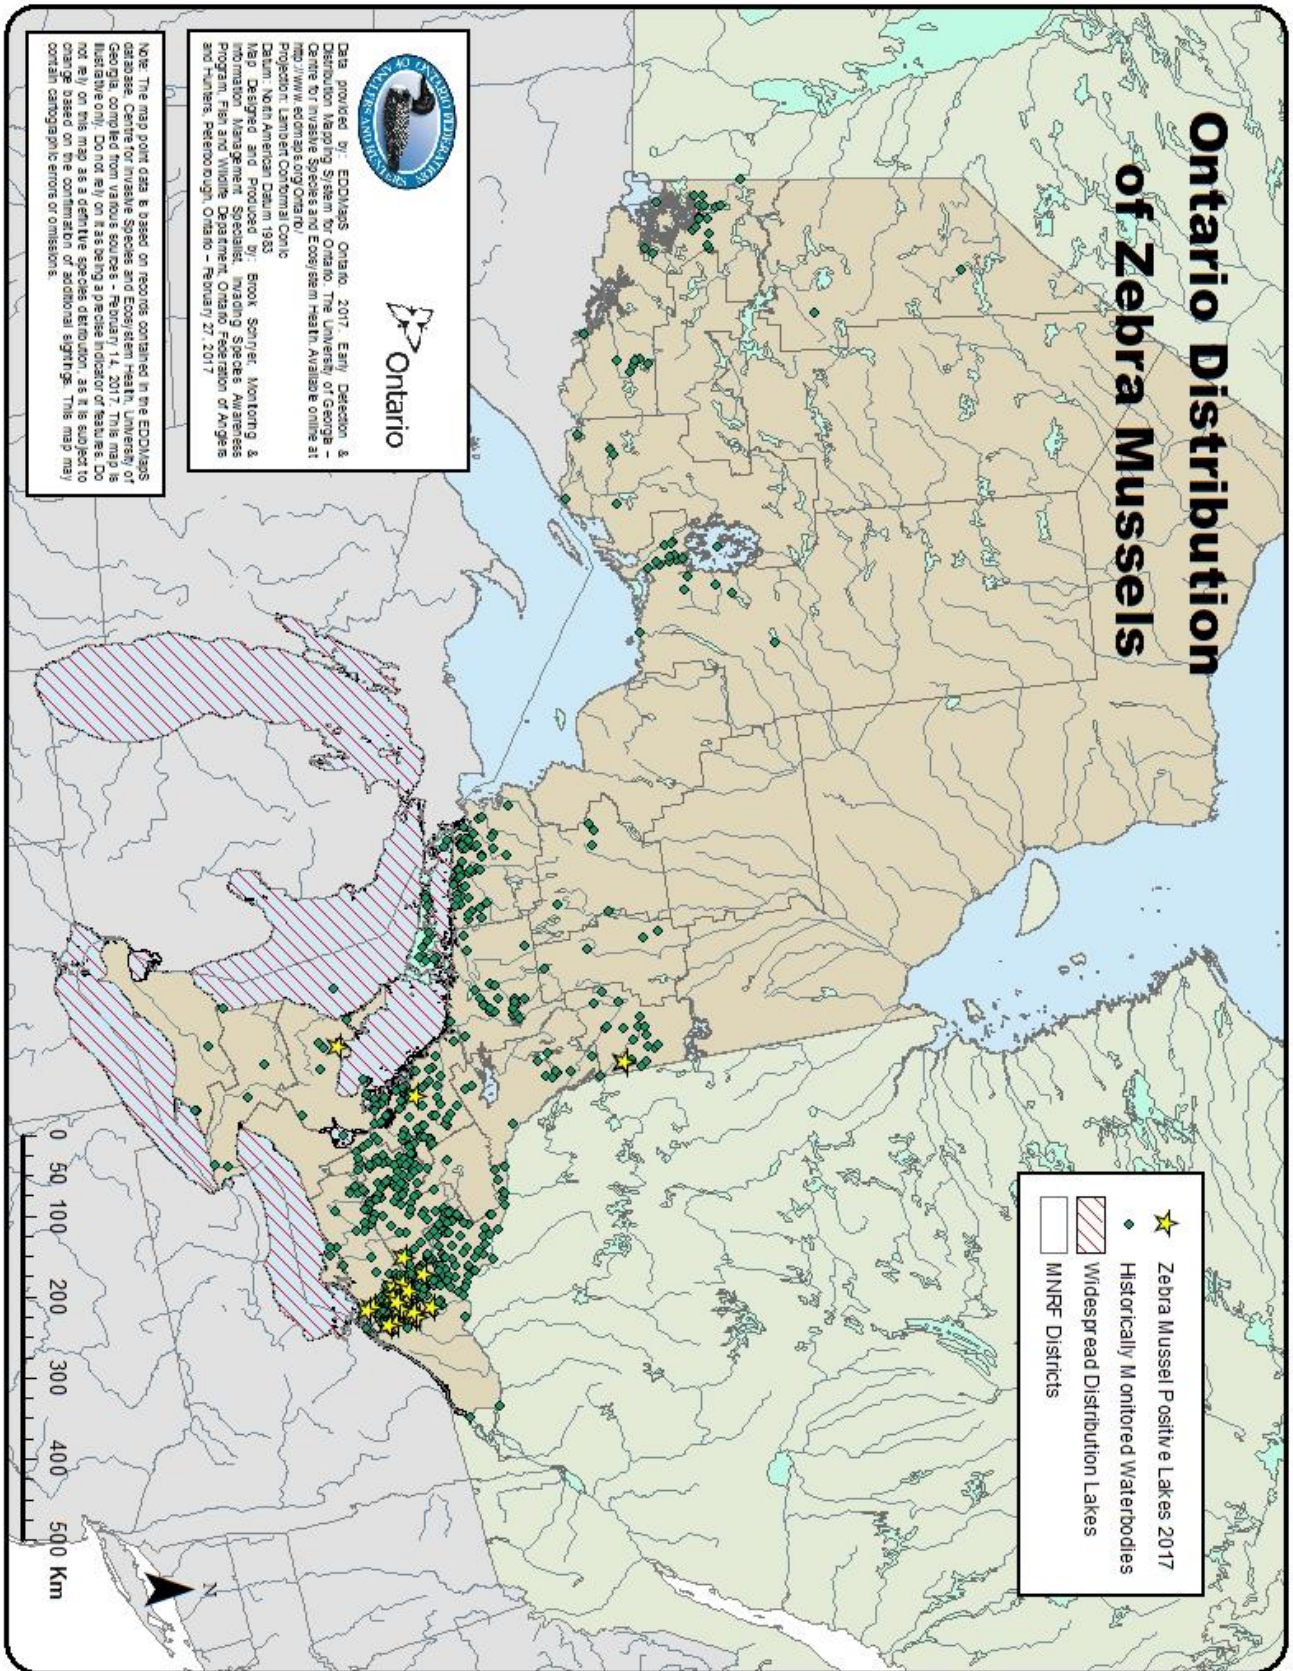 Ontario Distribution
of Zebra Mussels
Zebra Mussel Positive Lakes 2017
Historically Monitored Waterbodies
Widespread Distribution Lakes
MNRF Districts
ONTARIO FEDERATION
OF ANGLERS AND HUNTERS
Ontario
Data provided by: EDDMapS Ontario. 2017. Early Detection &
Distribution Mapping System for Ontario. The University of Georgia –
Centre for Invasive Species and Ecosystem Health. Available online at
http://www.eddmaps.org/Ontario/
Projection: Lambert Conformal Conic
Datum: North American Datum 1983
Map Designed and Produced by: Brook Schryer, Monitoring &
Information Management Specialist, Invading Species Awareness
Program, Fish and Wildlife Department, Ontario Federation of Anglers
and Hunters, Peterborough, Ontario – February 27, 2017
Note: The map point data is based on records contained in the EDDMapS
database, Centre for Invasive Species and Ecosystem Health, University of
Georgia, compiled from various sources - February 14, 2017. This map is
illustrative only. Do not rely on it as being a precise indicator of features. Do
not rely on this map as a definitive species distribution, as it is subject to
change based on the confirmation of additional sightings. This map may
contain cartographic errors or omissions.
0 50 100 200 300 400 500 Km
N